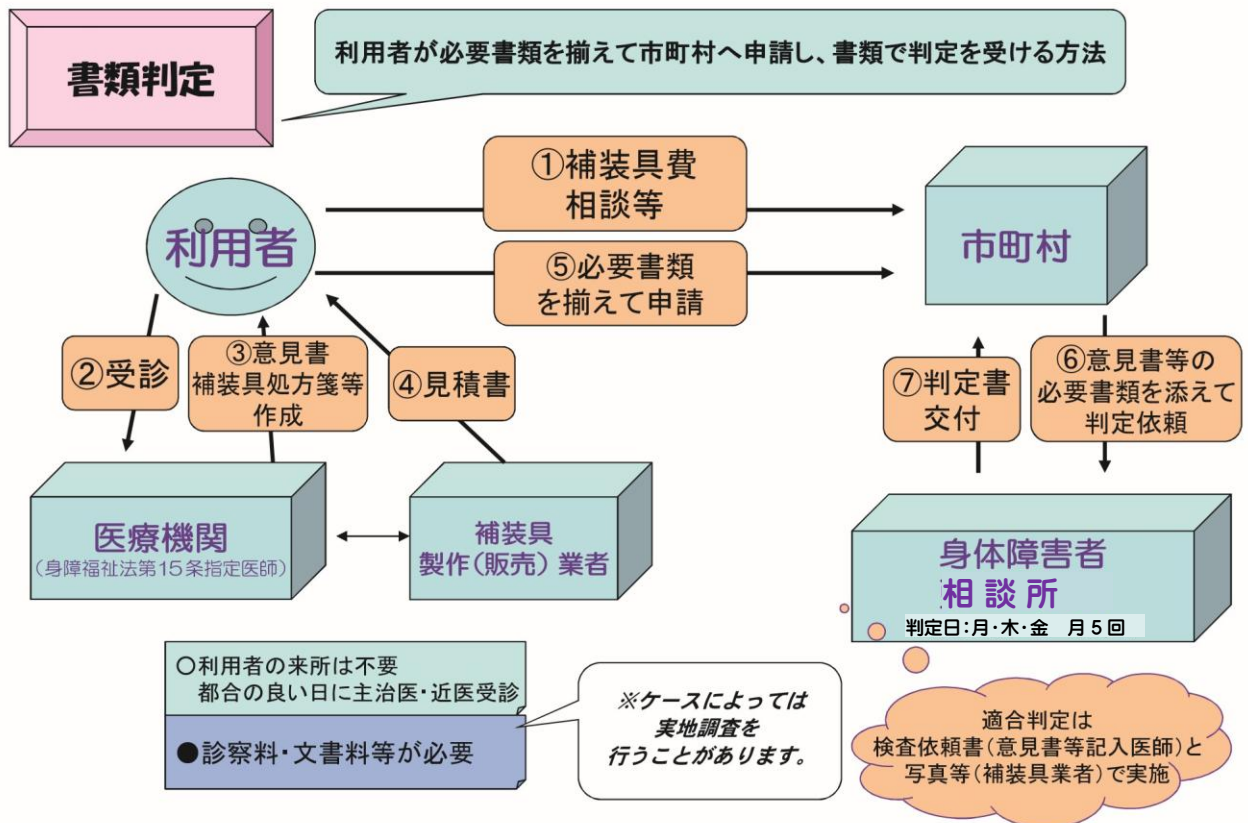 書類判定
利用者が必要書類を揃えて市町村へ申請し、書類で判定を受ける方法
①補装具費
相談等
利用者
市町村
⑤必要書類
を揃えて申請
②受診
③意見書
補装具処方箋等
作成
④見積書
⑦判定書
交付
⑥意見書等の
必要書類を添えて
判定依頼
医療機関
(身障福祉法第15条指定医師)
補装具
製作(販売)業者
身体障害者
相談所
判定日:月・木・金 月5回
○利用者の来所は不要
都合の良い日に主治医・近医受診
●診察料・文書料等が必要
※ケースによっては
実地調査を
行うことがあります。
適合判定は
検査依頼書(意見書等記入医師)と
写真等(補装具業者)で実施